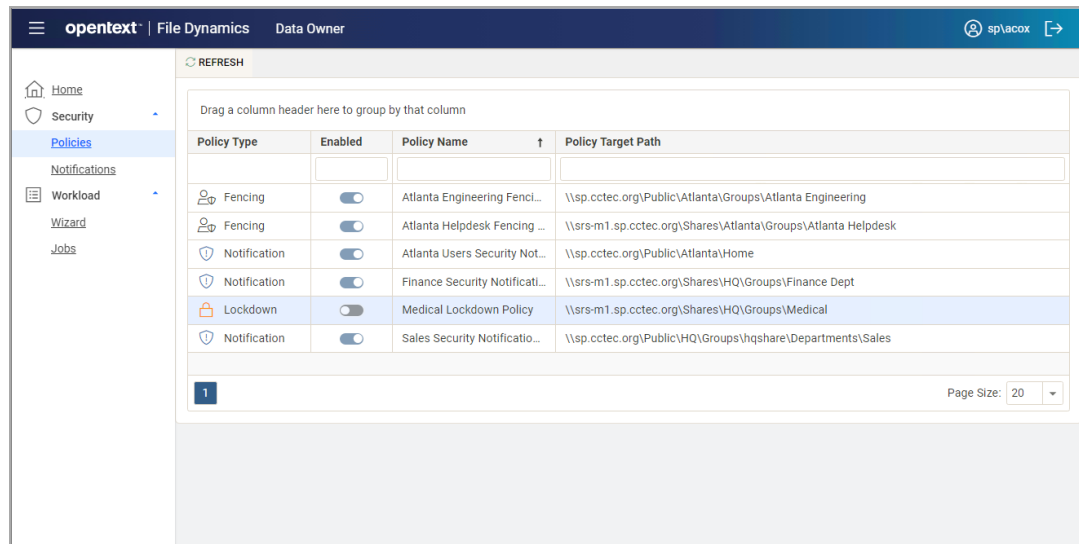 opentext™ | File Dynamics Data Owner sp\acox
REFRESH
Home
Security
Policies
Notifications
Workload
Wizard
Jobs
Drag a column header here to group by that column
Policy Type Enabled Policy Name ↑ Policy Target Path
Fencing Atlanta Engineering Fenci... \\sp.cctec.org\Public\Atlanta\Groups\Atlanta Engineering
Fencing Atlanta Helpdesk Fencing ... \\srs-m1.sp.cctec.org\Shares\Atlanta\Groups\Atlanta Helpdesk
Notification Atlanta Users Security Not... \\sp.cctec.org\Public\Atlanta\Home
Notification Finance Security Notificati... \\srs-m1.sp.cctec.org\Shares\HQ\Groups\Finance Dept
Lockdown Medical Lockdown Policy \\srs-m1.sp.cctec.org\Shares\HQ\Groups\Medical
Notification Sales Security Notificatio... \\sp.cctec.org\Public\HQ\Groups\hqshare\Departments\Sales
1 Page Size: 20